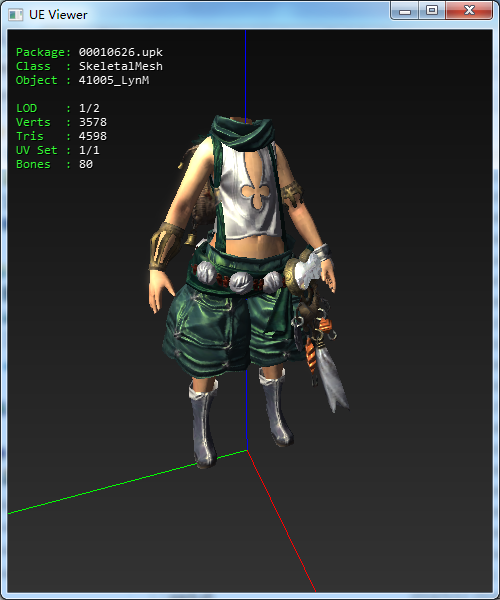 UE Viewer
Package: 00010626.upk
Class : SkeletalMesh
Object : 41005_LynM
LOD : 1/2
Verts : 3578
Tris : 4598
UV Set : 1/1
Bones : 80